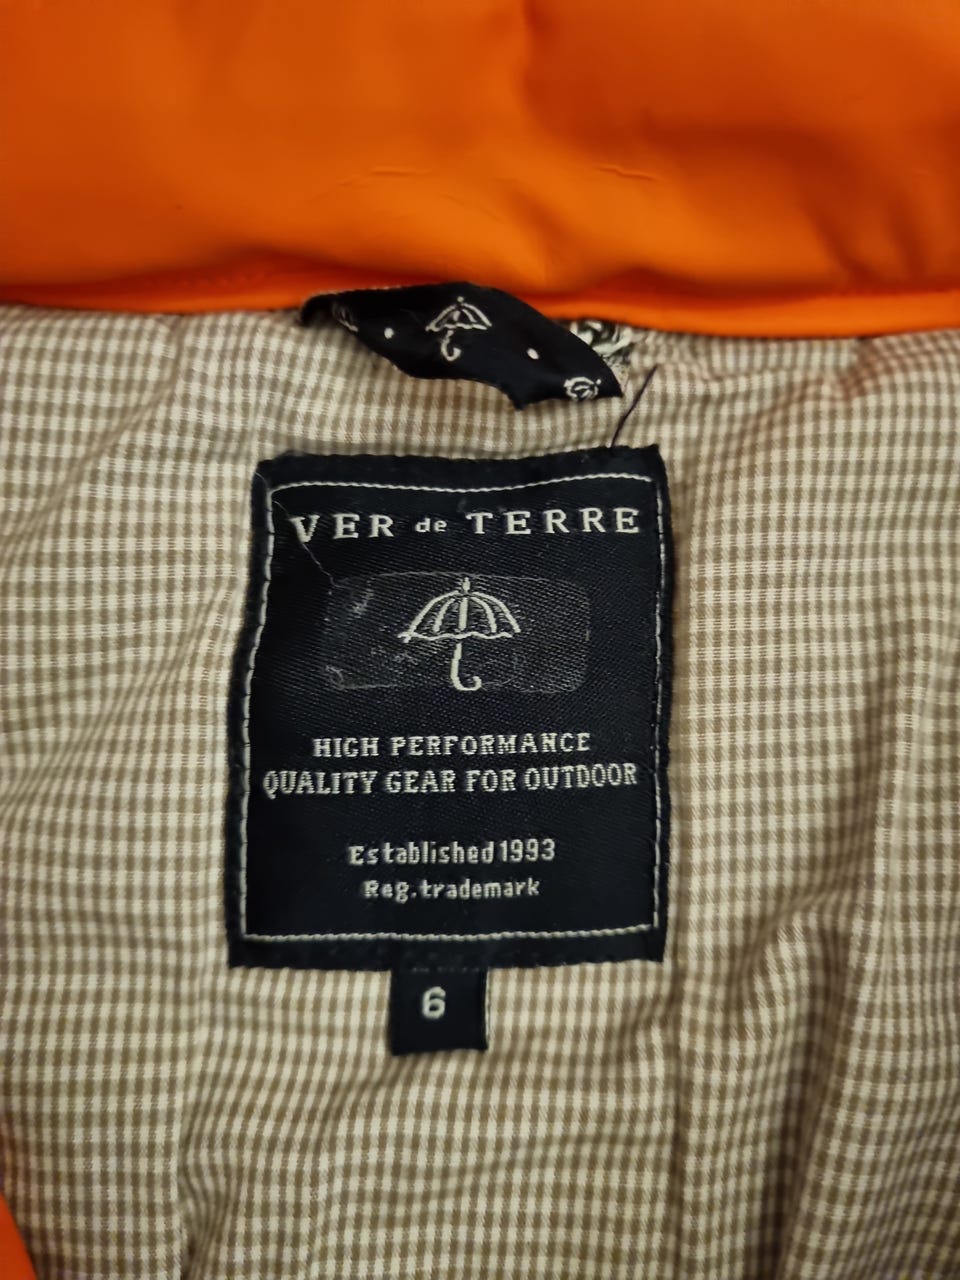 VER de TERRE
HIGH PERFORMANCE
QUALITY GEAR FOR OUTDOOR
Established 1993
Reg. trademark
6